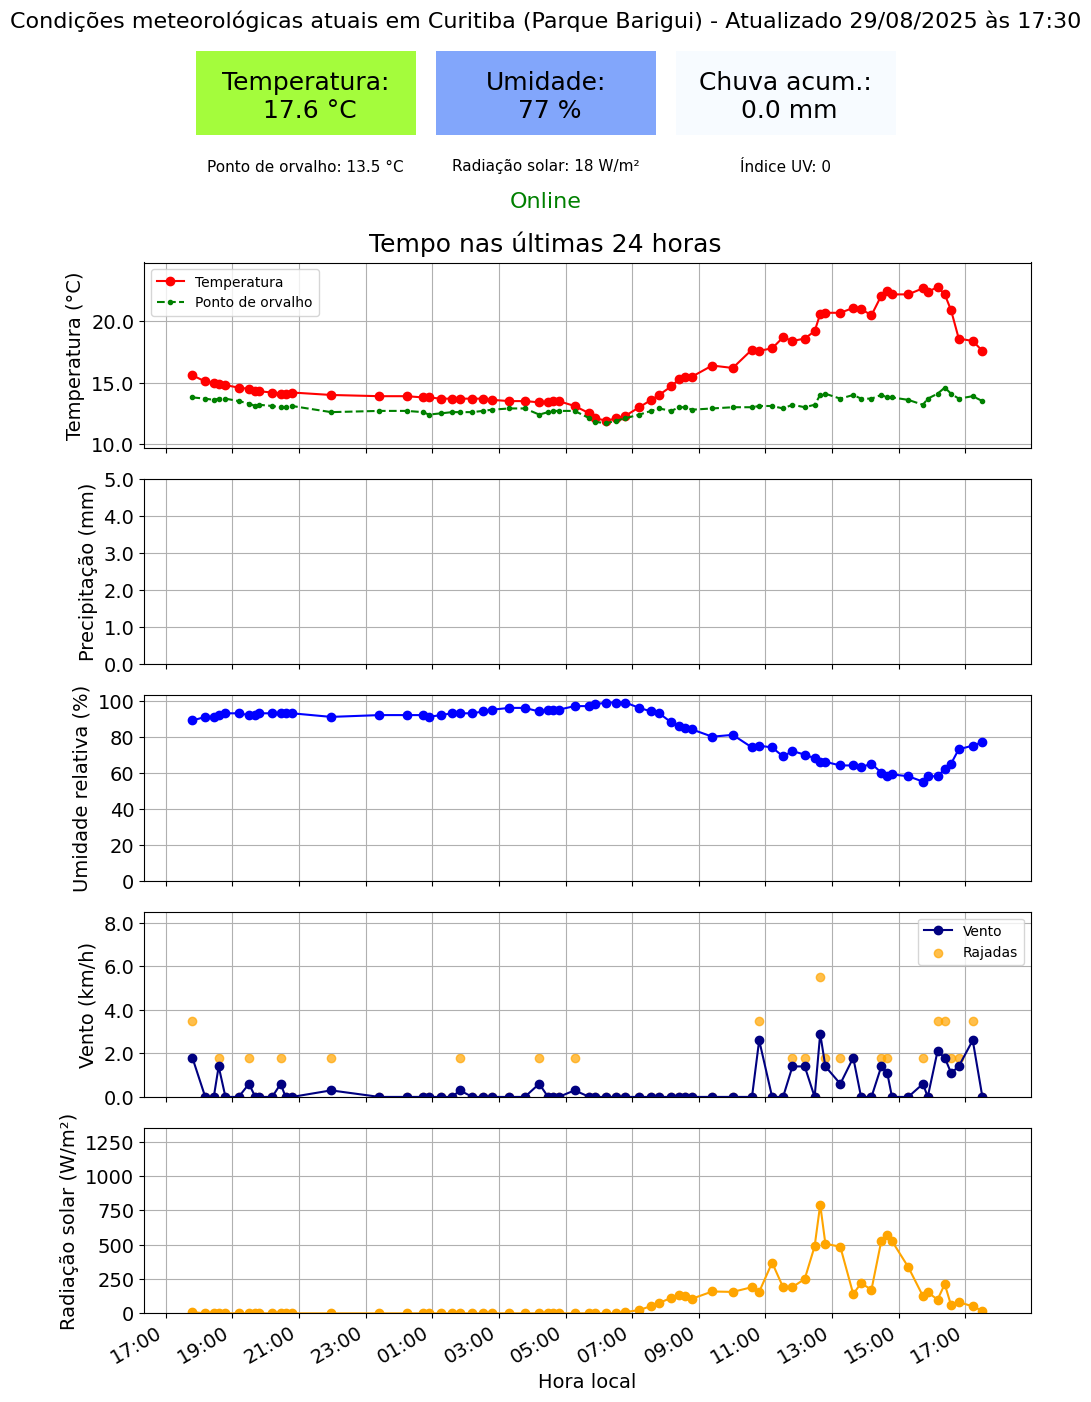 Condições meteorológicas atuais em Curitiba (Parque Barigui) - Atualizado 29/08/2025 às 17:30
Temperatura:
17.6 °C
Umidade:
77 %
Chuva acum.:
0.0 mm
Ponto de orvalho: 13.5 °C
Radiação solar: 18 W/m²
Índice UV: 0
Online
Tempo nas últimas 24 horas
Temperatura (°C)
20.0
15.0
10.0
Temperatura
Ponto de orvalho
Precipitação (mm)
5.0
4.0
3.0
2.0
1.0
0.0
Umidade relativa (%)
100
80
60
40
20
0
Vento (km/h)
8.0
6.0
4.0
2.0
0.0
Vento
Rajadas
Radiação solar (W/m²)
1250
1000
750
500
250
0
17:00
19:00
21:00
23:00
01:00
03:00
05:00
07:00
09:00
11:00
13:00
15:00
17:00
Hora local